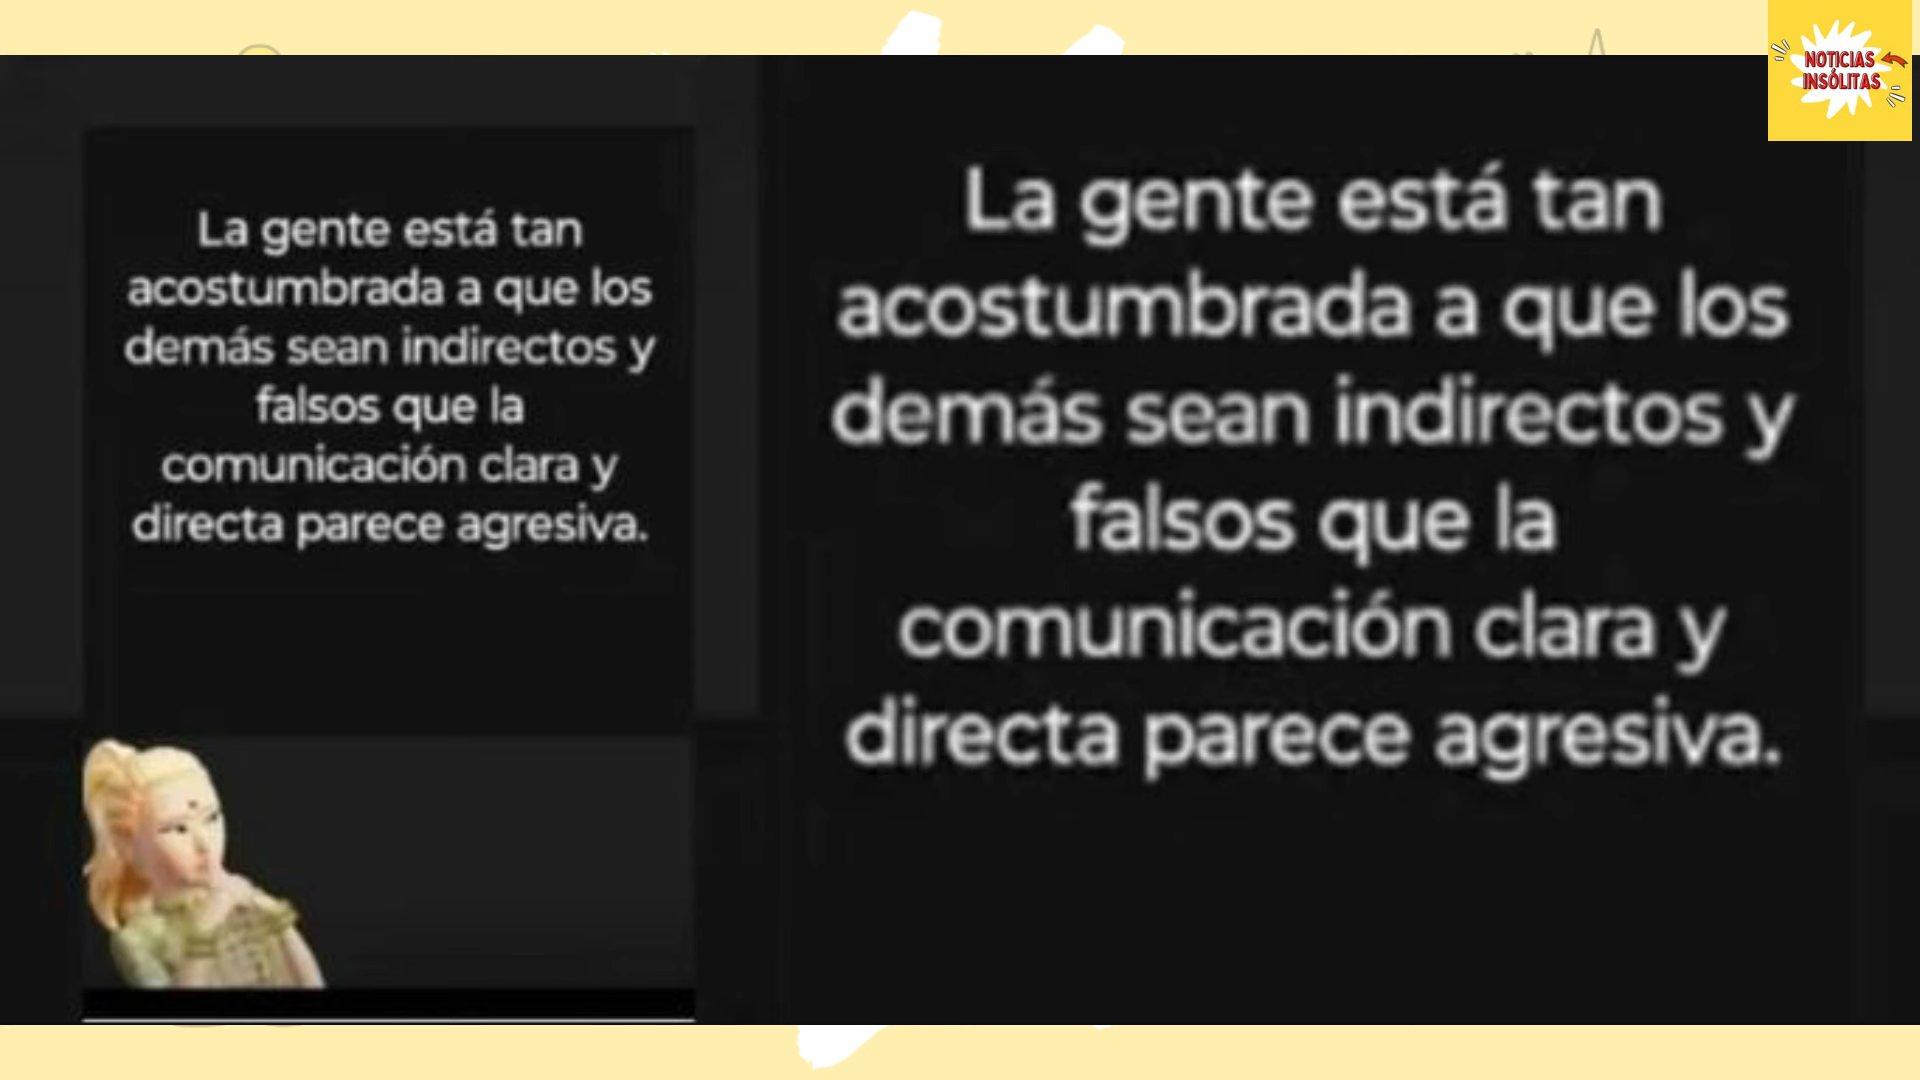 La gente está tan
acostumbrada a que los
demás sean indirectos y
falsos que la
comunicación clara y
directa parece agresiva.
La gente está tan
acostumbrada a que los
demás sean indirectos y
falsos que la
comunicación clara y
directa parece agresiva.
NOTICIAS
INSÓLITAS